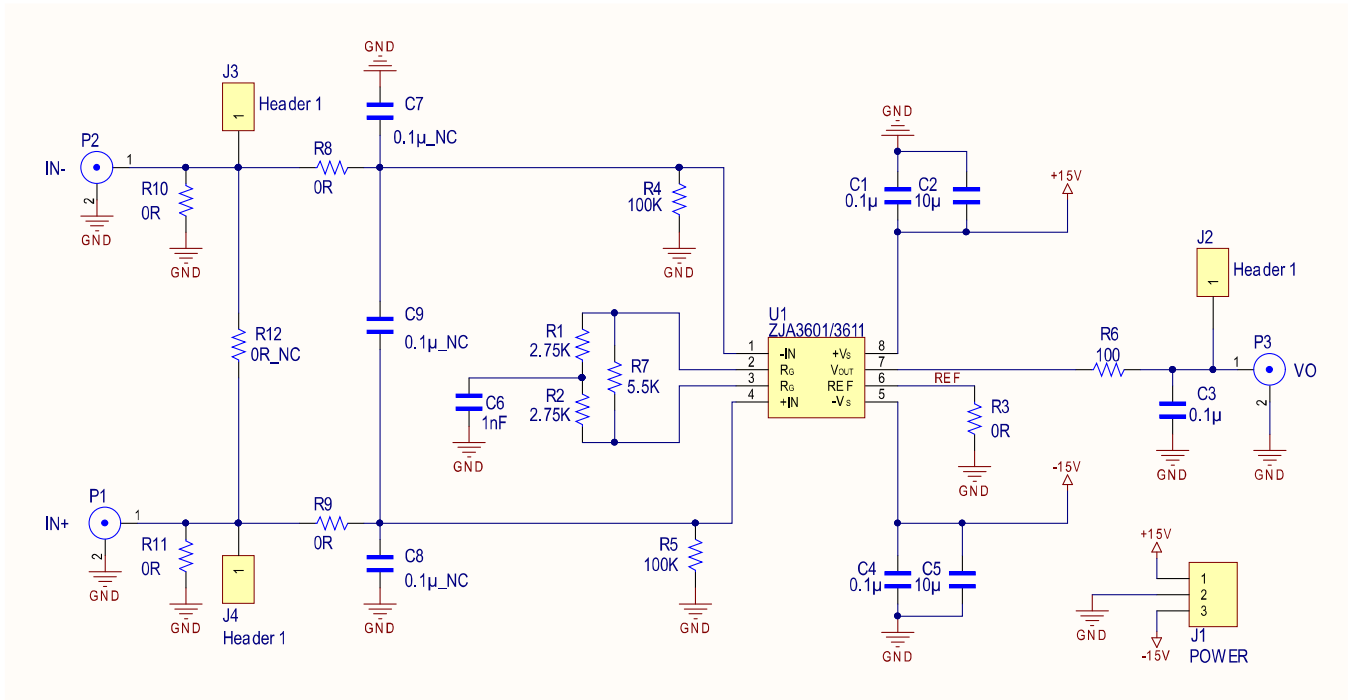 GND
J3
1
Header 1
C7
0.1µ_NC
P2
IN-
1
2
GND
R10
0R
GND
R8
0R
R4
100K
GND
GND
C1
0.1µ
C2
10µ
+15V
J2
1
Header 1
R12
0R_NC
C9
0.1µ_NC
R1
2.75K
R7
5.5K
R2
2.75K
C6
1nF
GND
U1
ZJA3601/3611
1
-IN
2
RG
3
RG
4
+IN
+VS
8
VOUT
7
REF
6
-VS
5
REF
R3
0R
GND
R6
100
C3
0.1µ
GND
P3
1
VO
2
GND
P1
IN+
1
2
GND
R11
0R
GND
J4
1
Header 1
R9
0R
C8
0.1µ_NC
GND
R5
100K
GND
-15V
C4
0.1µ
C5
10µ
GND
+15V
1
2
3
GND
-15V
J1
POWER